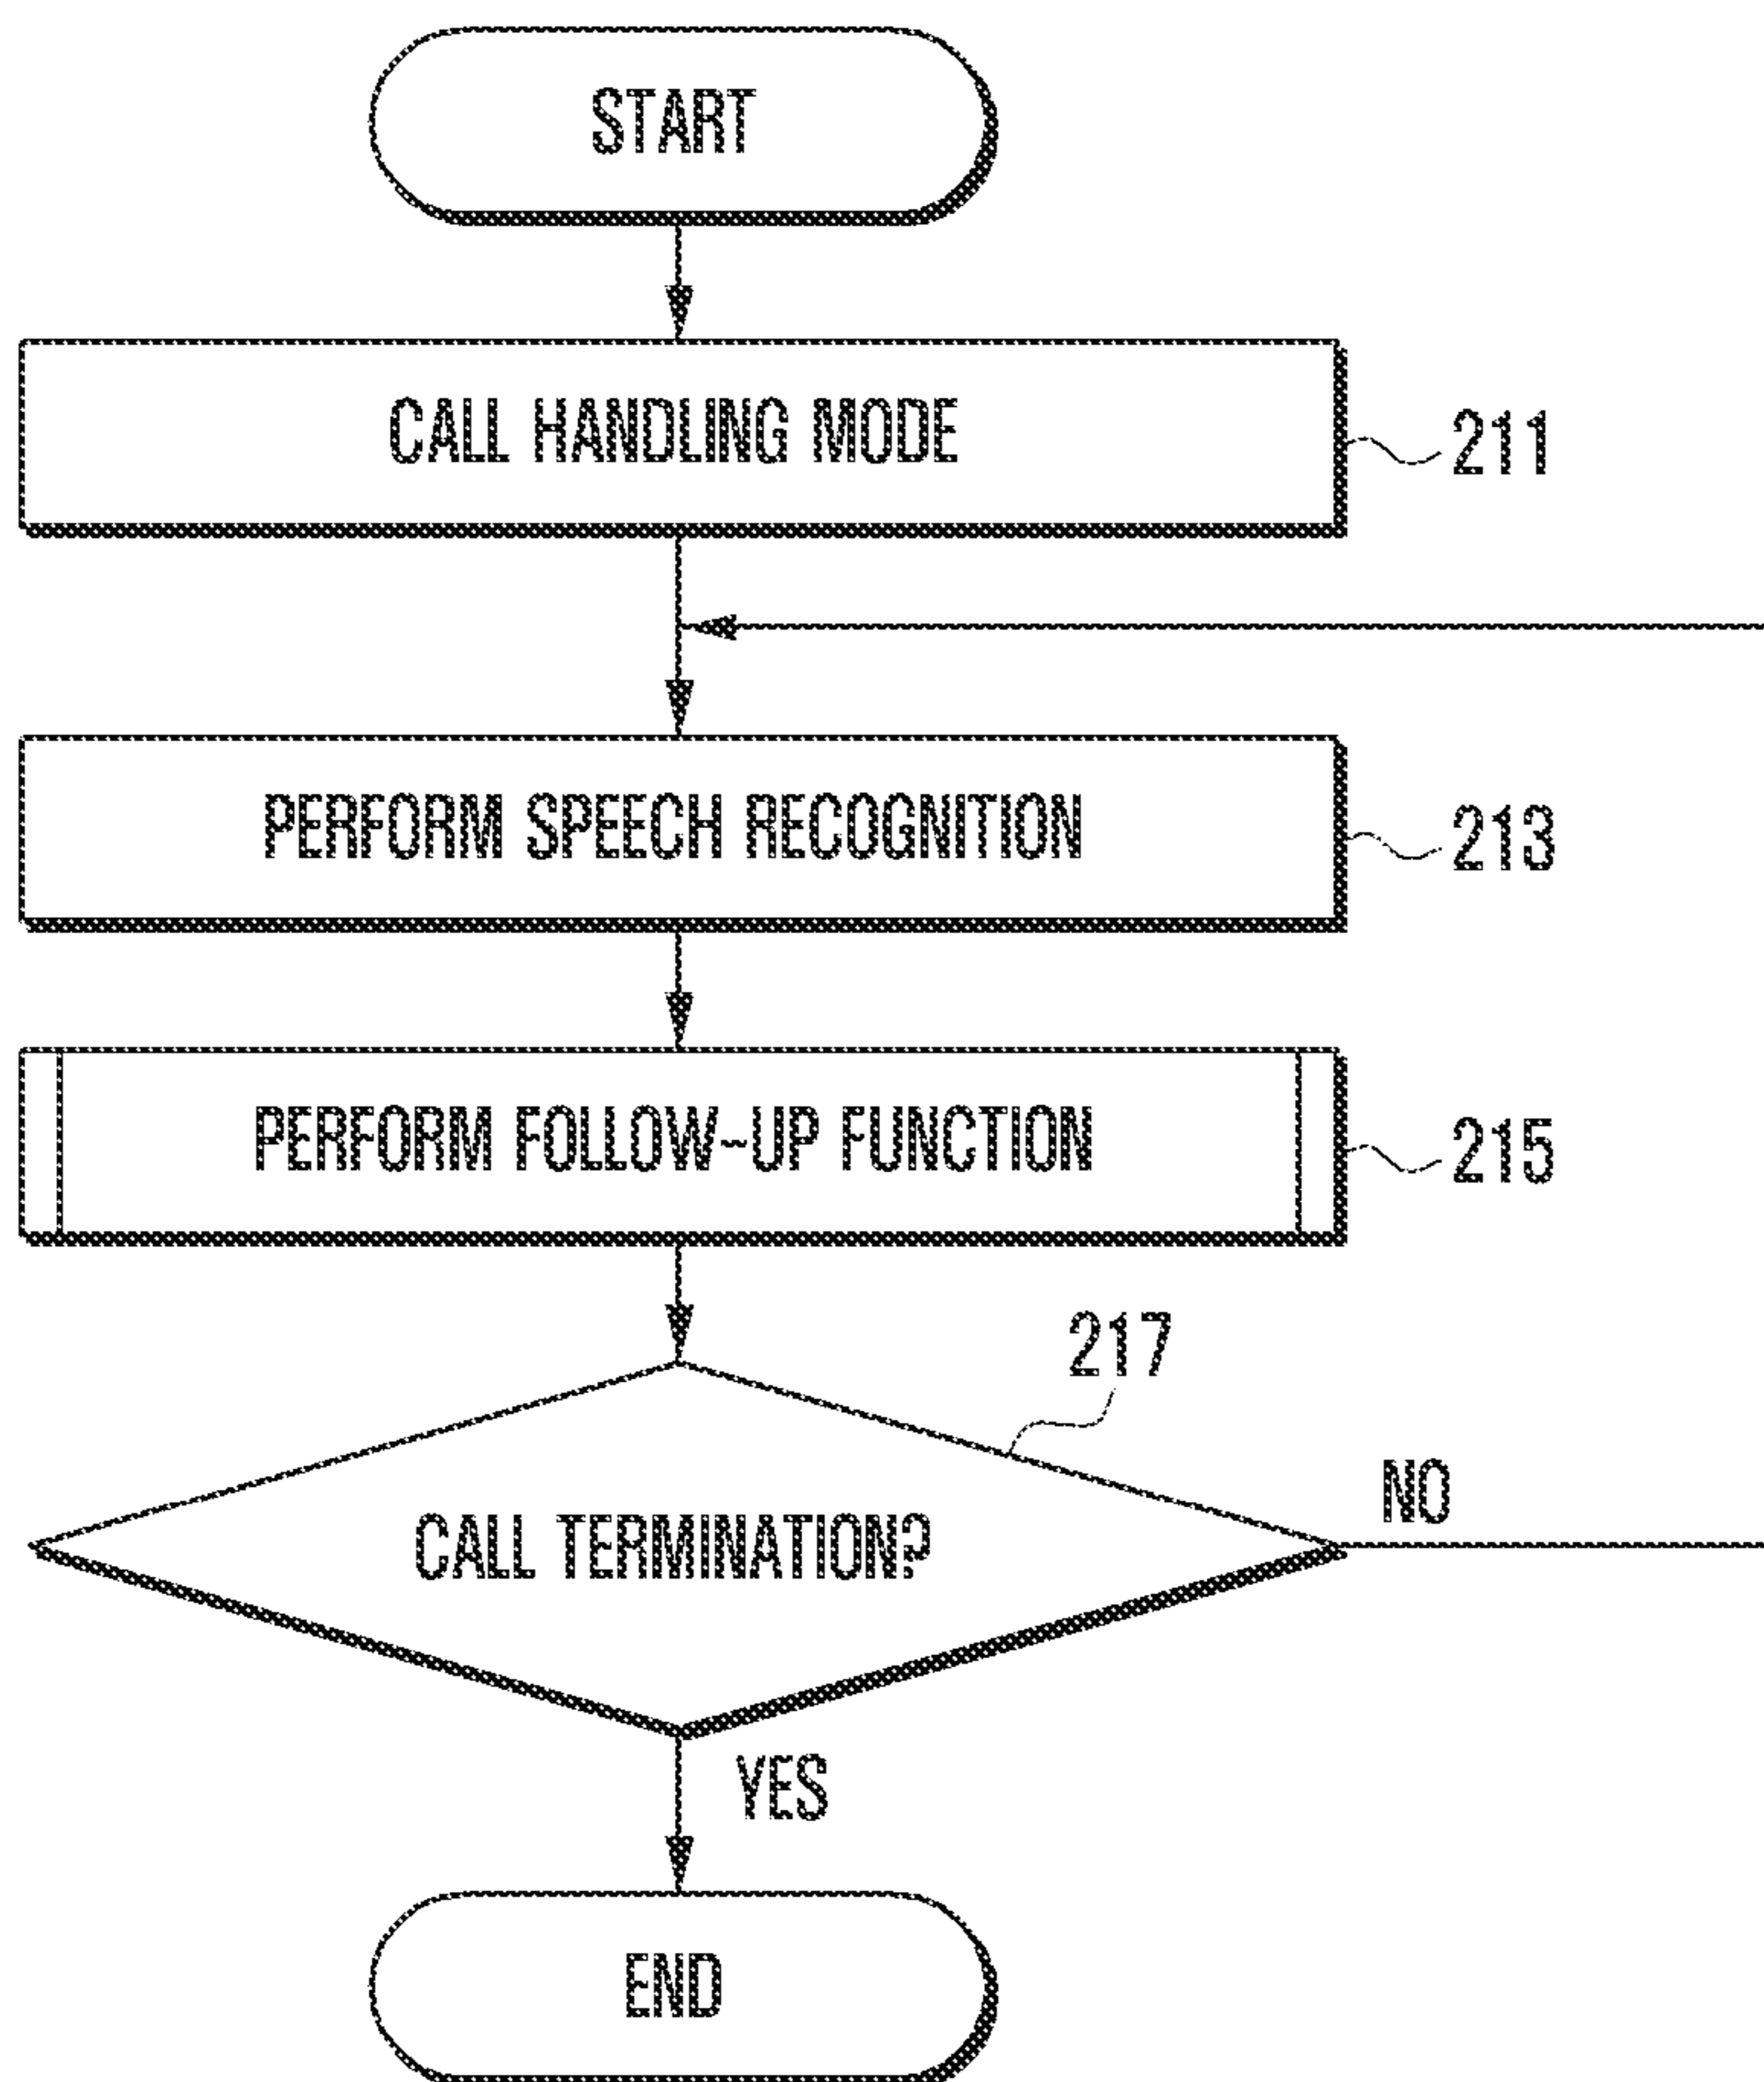 START
CALL HANDLING MODE
211
PERFORM SPEECH RECOGNITION
213
PERFORM FOLLOW-UP FUNCTION
215
217
CALL TERMINATION?
NO
YES
END